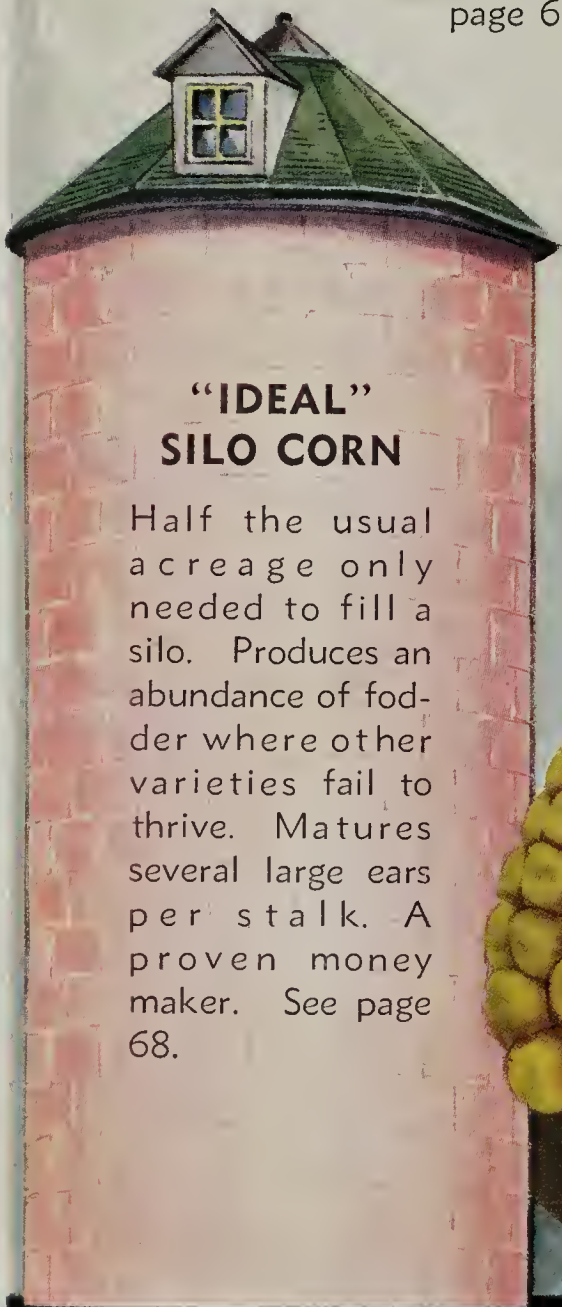 page 6
“IDEAL”
SILO CORN
Half the usual
acreage only
needed to fill a
silo. Produces an
abundance of fod-
der where other
varieties fail to
thrive. Matures
several large ears
per stalk. A
proven money
maker. See page
68.